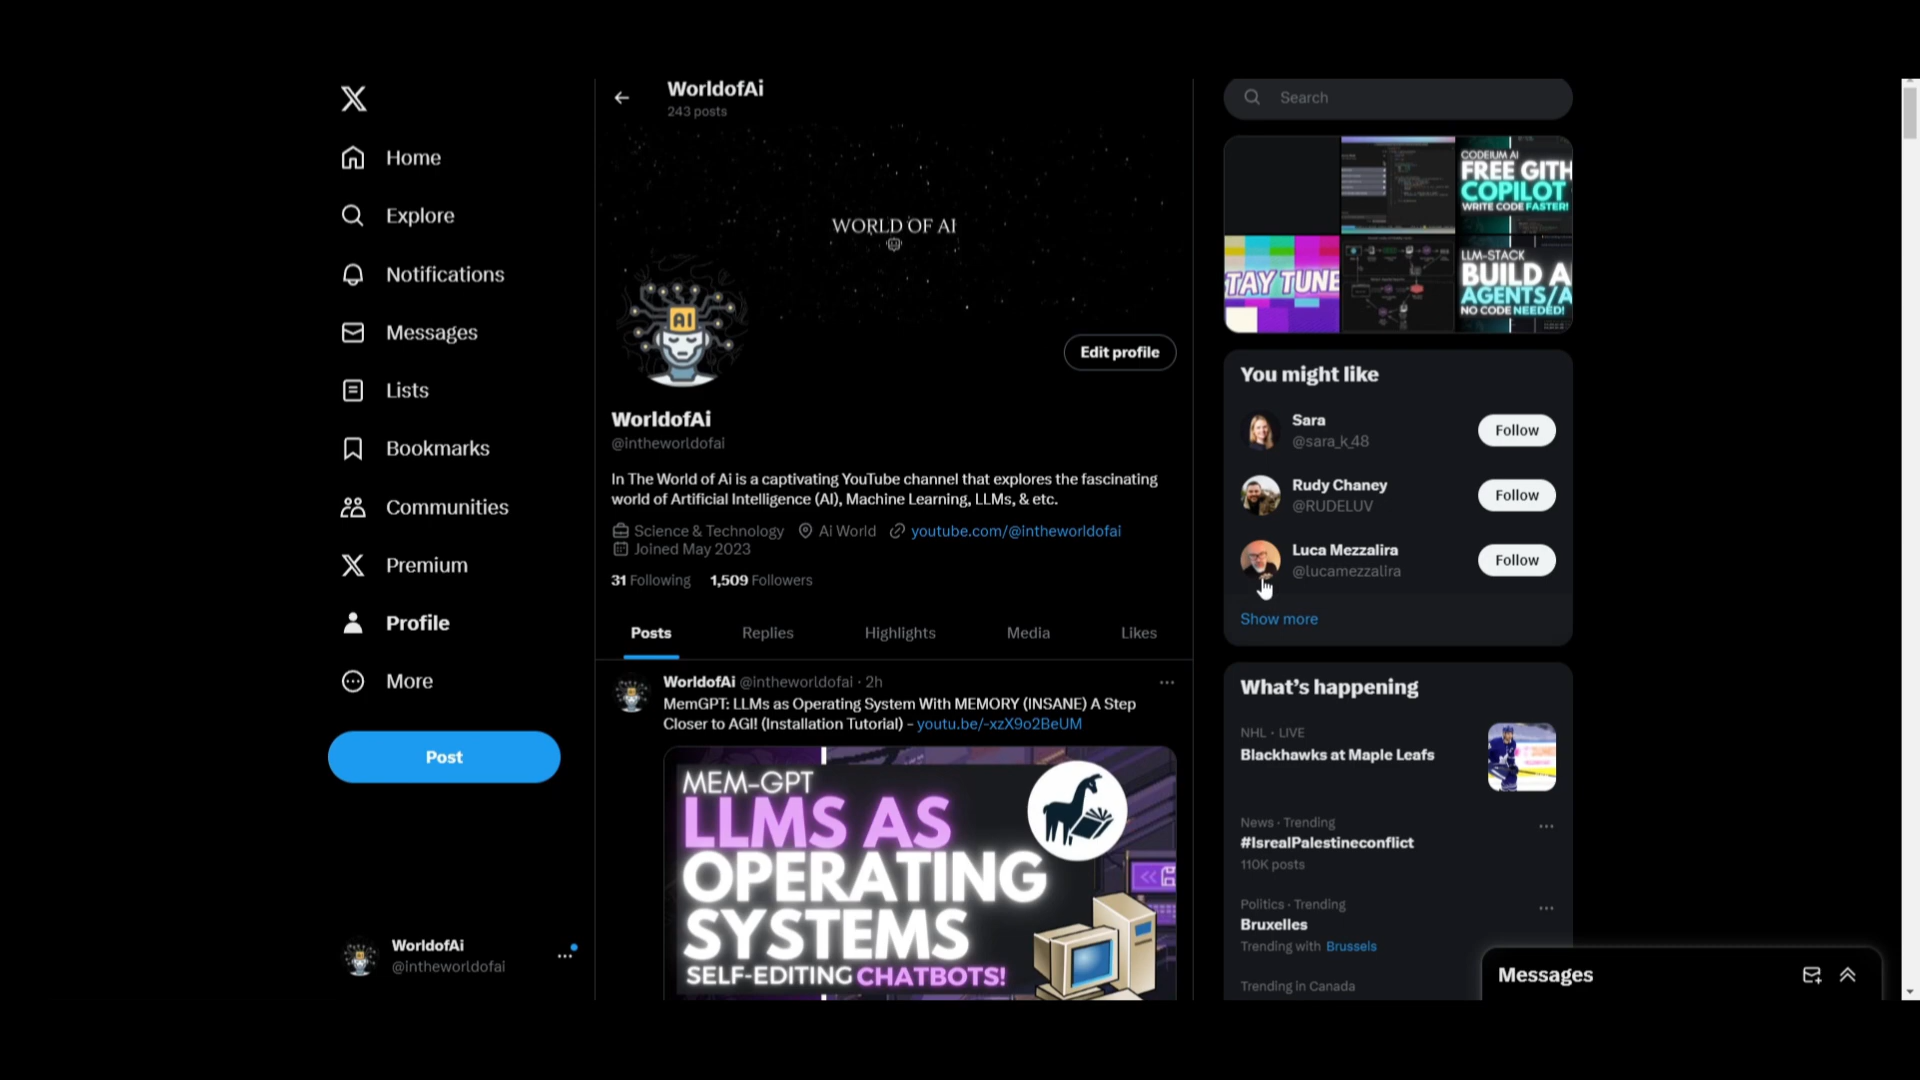 Home
Explore
Notifications
Messages
Lists
Bookmarks
Communities
Premium
Profile
More
Post
WorldofAi
@intheworldofai
WorldofAi
243 posts
WORLD OF AI
AI
Edit profile
WorldofAi
@intheworldofai
In The World of Ai is a captivating YouTube channel that explores the fascinating
world of Artificial Intelligence (AI), Machine Learning, LLMs, & etc.
Science & Technology Ai World youtube.com/@intheworldofai
Joined May 2023
31 Following 1,509 Followers
Posts Replies Highlights Media Likes
WorldofAi @intheworldofai · 2h
MemGPT: LLMs as Operating System With MEMORY (INSANE) A Step
Closer to AGI! (Installation Tutorial) – youtu.be/-xzX9o2BeUM
MEM-GPT
LLMS AS
OPERATING
SYSTEMS
SELF-EDITING CHATBOTS!
Search
CODEIUM AI
FREE GITH
COPILOT
WRITE CODE FASTER!
TAY TUNE
LLM-STACK
BUILD A
AGENTS/A
NO CODE NEEDED!
You might like
Sara
@sara_k_48
Follow
Rudy Chaney
@RUDELUV
Follow
Luca Mezzalira
@lucamezzalira
Follow
Show more
What's happening
NHL · LIVE
Blackhawks at Maple Leafs
News · Trending
#IsrealPalestineconflict
110K posts
Politics · Trending
Bruxelles
Trending with Brussels
Trending in Canada
Messages